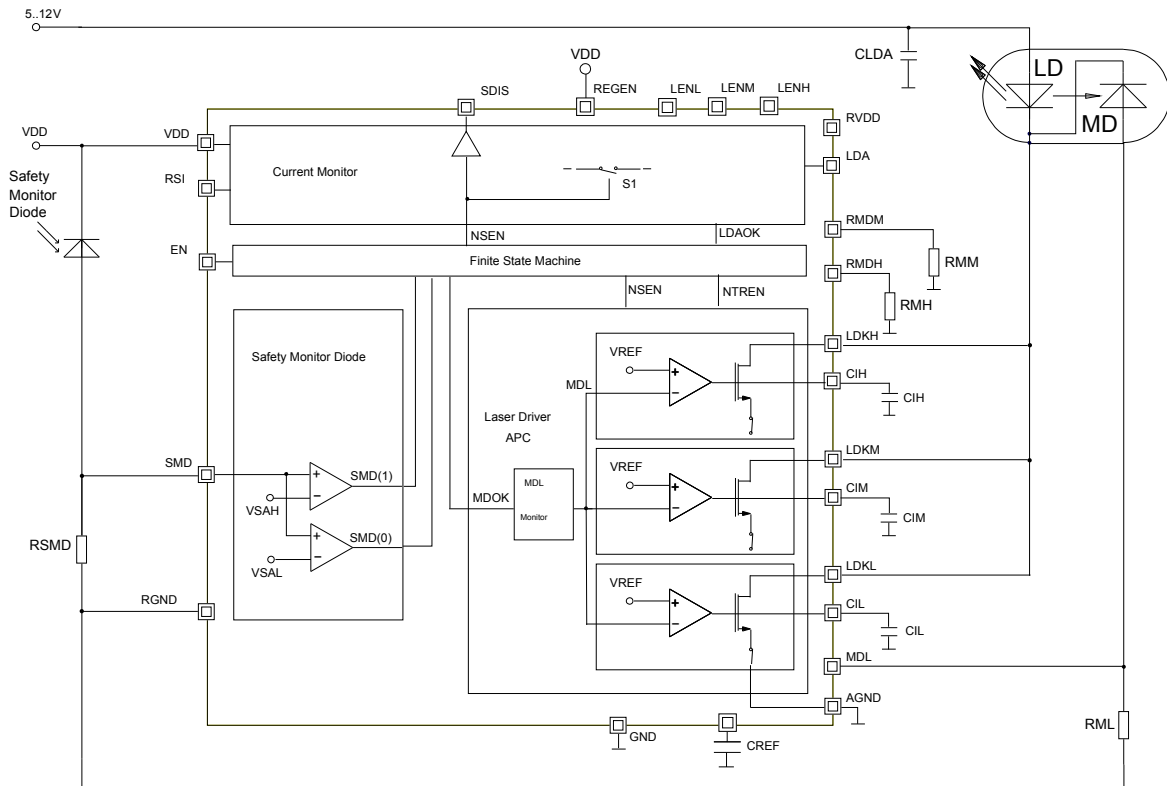 5..12V
CLDA
LD
MD
VDD
SDIS
REGEN
LENL
LENM
LENH
RVDD
VDD
VDD
LDA
Current Monitor
S1
RSI
Safety
Monitor
Diode
NSEN
LDAOK
RMDM
EN
Finite State Machine
RMM
RMDH
RMH
NSEN
NTREN
Safety Monitor Diode
LDKH
VREF
+
−
MDL
CIH
CIH
Laser Driver
APC
LDKM
VREF
+
−
SMD
+
−
SMD(1)
VSAH
MDOK
MDL
Monitor
CIM
CIM
RSMD
+
−
SMD(0)
VSAL
LDKL
VREF
+
−
RGND
CIL
CIL
MDL
AGND
RML
GND
CREF